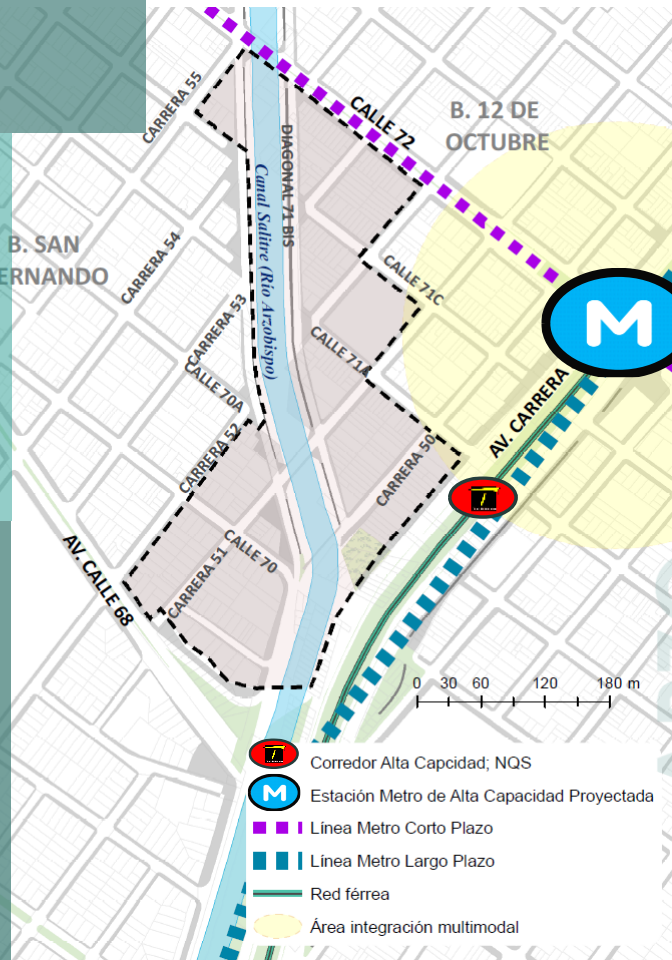 CARRERA 55
CALLE 72
B. 12 DE
OCTUBRE
DIAGONAL 71 BIS
Canal Salitre (Rio Arzobispo)
B. SAN
ERNANDO
CARRERA 54
CALLE 71C
CARRERA 53
M
CALLE 71A
CALLE 70A
AV. CARRERA
CARRERA 52
CARRERA 50
CALLE 70
AV. CALLE 68
CARRERA 51
0 30 60 120 180 m
Corredor Alta Capcidad; NQS
M Estación Metro de Alta Capacidad Proyectada
Línea Metro Corto Plazo
Línea Metro Largo Plazo
Red férrea
Área integración multimodal